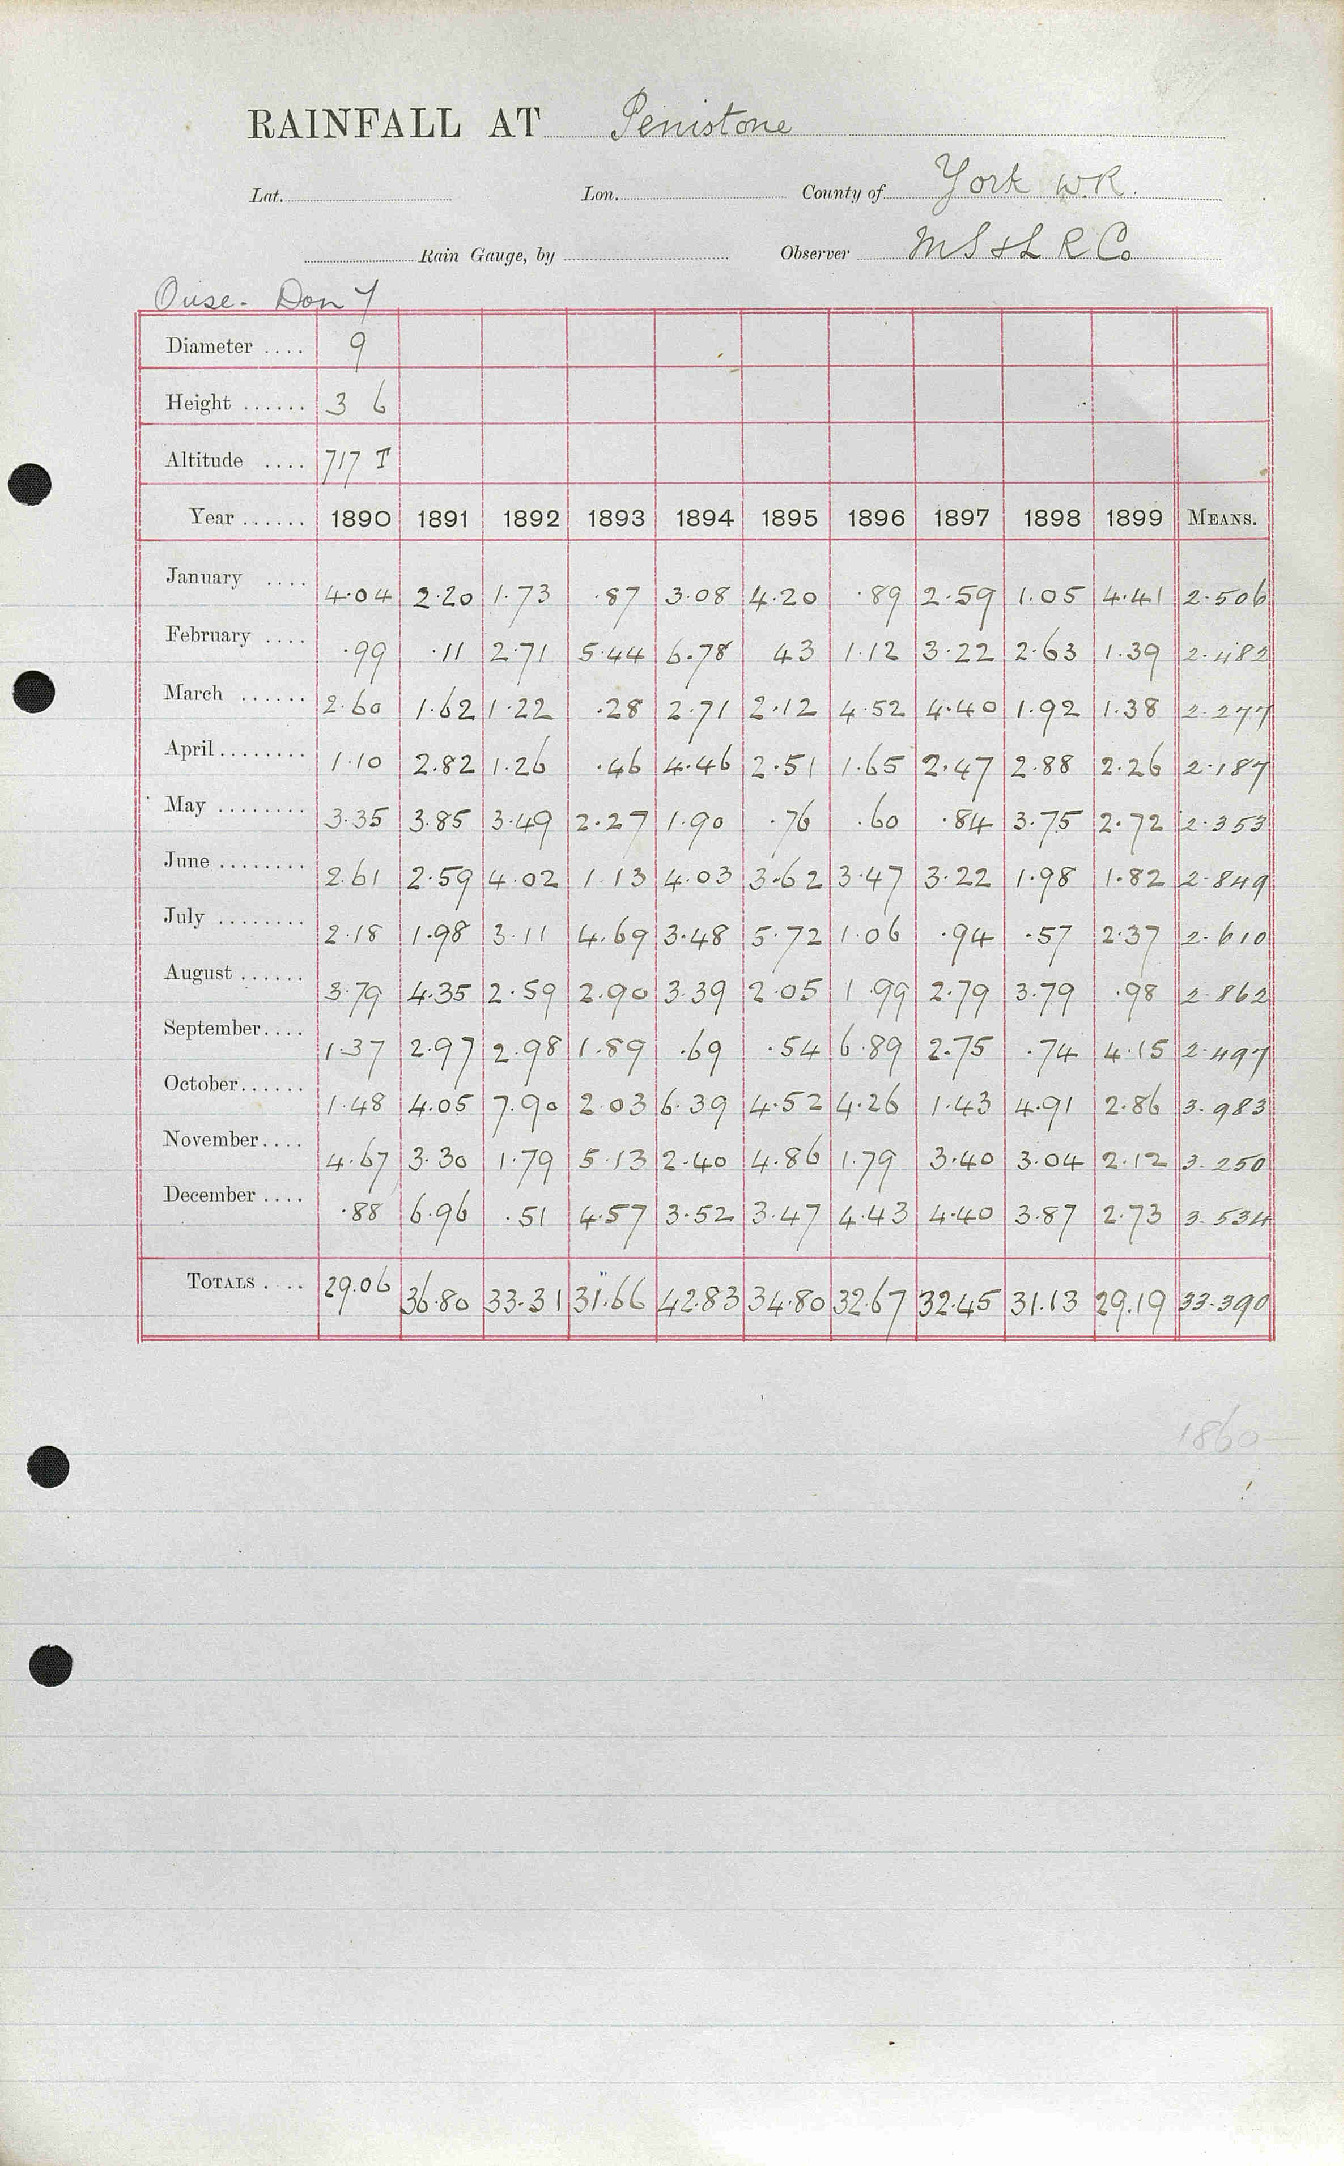 RAINFALL AT Penistone
Lat. Lon. County of York W.R.
Rain Gauge, by Observer M S & L R Co
Ouse. Don Y
Diameter .... 9
Height ...... 3 6
Altitude .... 717 T
Year ...... 1890 1891 1892 1893 1894 1895 1896 1897 1898 1899 MEANS.
January .... 4.04 2.20 1.73 .87 3.08 4.20 .89 2.59 1.05 4.41 2.506
February .... .99 .11 2.71 5.44 6.78 43 1.12 3.22 2.63 1.39 2.482
March ...... 2.60 1.62 1.22 .28 2.71 2.12 4.52 4.40 1.92 1.38 2.277
April ........ 1.10 2.82 1.26 .46 4.46 2.51 1.65 2.47 2.88 2.26 2.187
May ........ 3.35 3.85 3.49 2.27 1.90 .76 .60 .84 3.75 2.72 2.353
June ........ 2.61 2.59 4.02 1.13 4.03 3.62 3.47 3.22 1.98 1.82 2.849
July ........ 2.18 1.98 3.11 4.69 3.48 5.72 1.06 .94 .57 2.37 2.610
August ...... 3.79 4.35 2.59 2.90 3.39 2.05 1.99 2.79 3.79 .98 2.862
September .... 1.37 2.97 2.98 1.89 .69 .54 6.89 2.75 .74 4.15 2.497
October ...... 1.48 4.05 7.90 2.03 6.39 4.52 4.26 1.43 4.91 2.86 3.983
November .... 4.67 3.30 1.79 5.13 2.40 4.86 1.79 3.40 3.04 2.12 3.250
December .... .88 6.96 .51 4.57 3.52 3.47 4.43 4.40 3.87 2.73 3.534
TOTALS .... 29.06 36.80 33.31 31.66 42.83 34.80 32.67 32.45 31.13 29.19 33.390
1860—